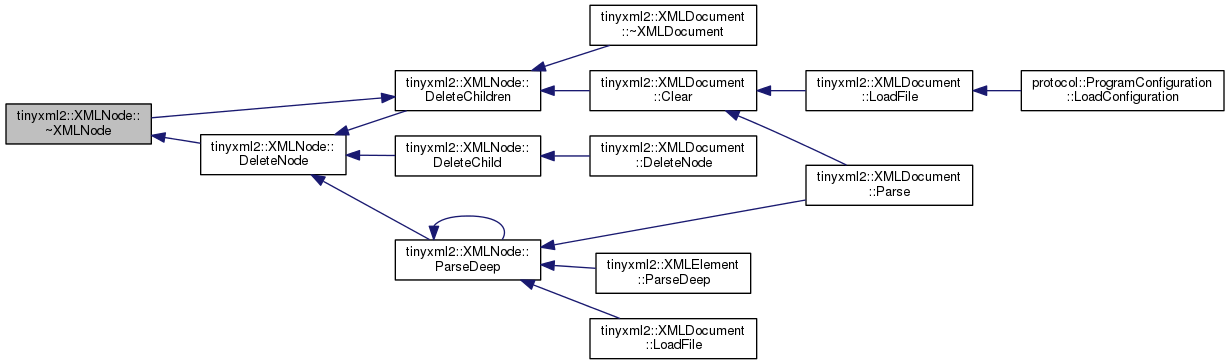 tinyxml2::XMLNode::
~XMLNode
tinyxml2::XMLNode::
DeleteChildren
tinyxml2::XMLNode::
DeleteNode
tinyxml2::XMLNode::
DeleteChild
tinyxml2::XMLNode::
ParseDeep
tinyxml2::XMLDocument
::~XMLDocument
tinyxml2::XMLDocument
::Clear
tinyxml2::XMLDocument
::DeleteNode
tinyxml2::XMLElement
::ParseDeep
tinyxml2::XMLDocument
::LoadFile
tinyxml2::XMLDocument
::LoadFile
tinyxml2::XMLDocument
::Parse
protocol::ProgramConfiguration
::LoadConfiguration